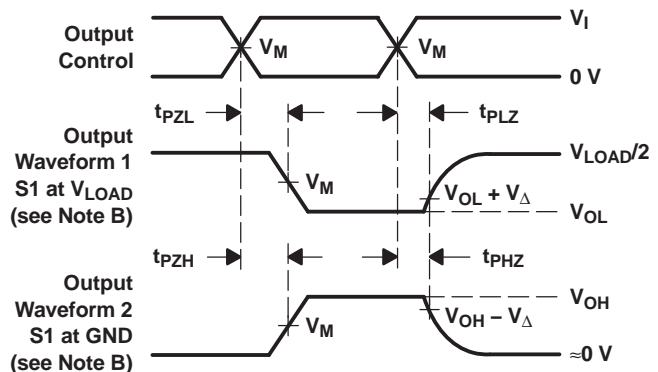 Output
Control
V_I
V_M
V_M
0 V
t_PZL
t_PLZ
Output
Waveform 1
S1 at V_LOAD
(see Note B)
V_LOAD/2
V_M
V_OL + V_Δ
V_OL
t_PZH
t_PHZ
Output
Waveform 2
S1 at GND
(see Note B)
V_OH
V_M
V_OH – V_Δ
≈0 V